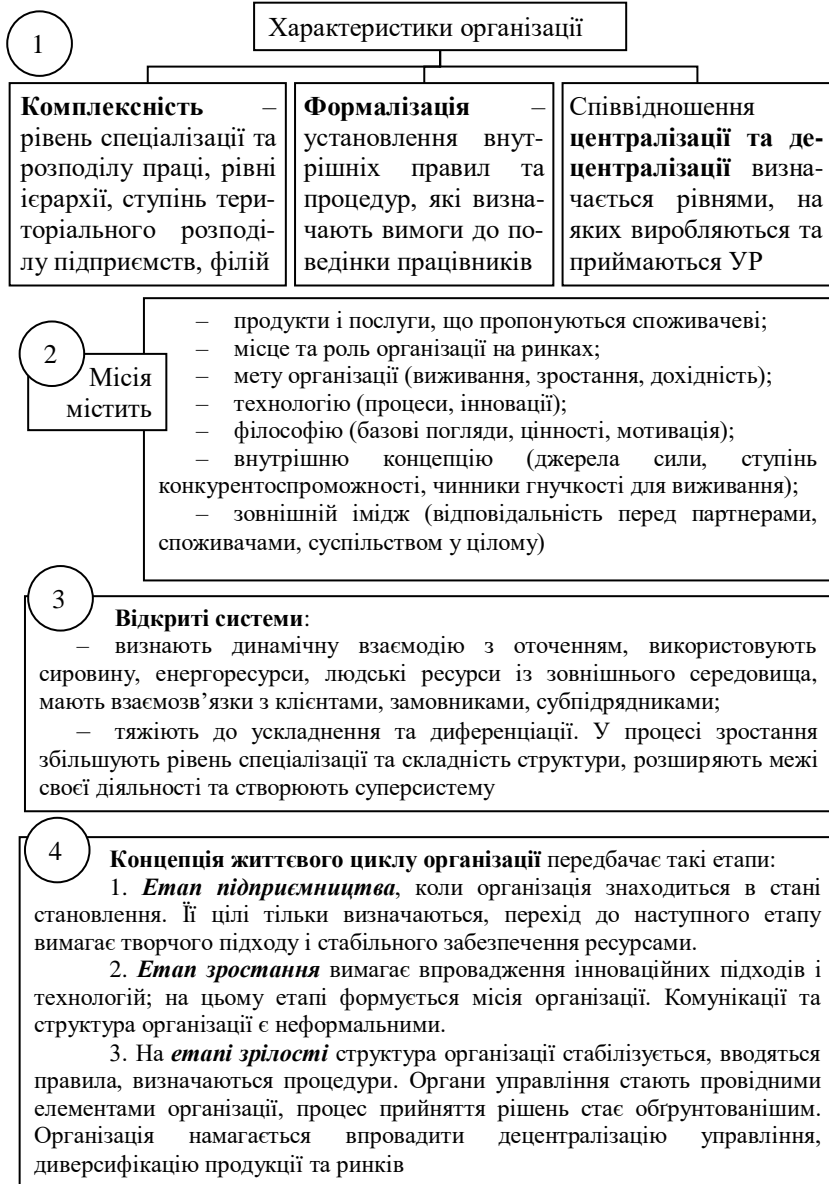 1
Характеристики організації
Комплексність –
рівень спеціалізації та
розподілу праці, рівні
ієрархії, ступінь тери-
торіального розподі-
лу підприємств, філій
Формалізація –
установлення внут-
рішніх правил та
процедур, які визна-
чають вимоги до по-
ведінки працівників
Співвідношення
централізації та де-
централізації визна-
чається рівнями, на
яких виробляються та
приймаються УР
2
Місія
містить
– продукти і послуги, що пропонуються споживачеві;
– місце та роль організації на ринках;
– мету організації (виживання, зростання, дохідність);
– технологію (процеси, інновації);
– філософію (базові погляди, цінності, мотивація);
– внутрішню концепцію (джерела сили, ступінь
конкурентоспроможності, чинники гнучкості для виживання);
– зовнішній імідж (відповідальність перед партнерами,
споживачами, суспільством у цілому)
3
Відкриті системи:
– визнають динамічну взаємодію з оточенням, використовують
сировину, енергоресурси, людські ресурси із зовнішнього середовища,
мають взаємозв’язки з клієнтами, замовниками, субпідрядниками;
– тяжіють до ускладнення та диференціації. У процесі зростання
збільшують рівень спеціалізації та складність структури, розширяють межі
своєї діяльності та створюють суперсистему
4
Концепція життєвого циклу організації передбачає такі етапи:
1. Етап підприємництва, коли організація знаходиться в стані
становлення. Її цілі тільки визначаються, перехід до наступного етапу
вимагає творчого підходу і стабільного забезпечення ресурсами.
2. Етап зростання вимагає впровадження інноваційних підходів і
технологій; на цьому етапі формується місія організації. Комунікації та
структура організації є неформальними.
3. На етапі зрілості структура організації стабілізується, вводяться
правила, визначаються процедури. Органи управління стають провідними
елементами організації, процес прийняття рішень стає обґрунтованішим.
Організація намагається впровадити децентралізацію управління,
диверсифікацію продукції та ринків